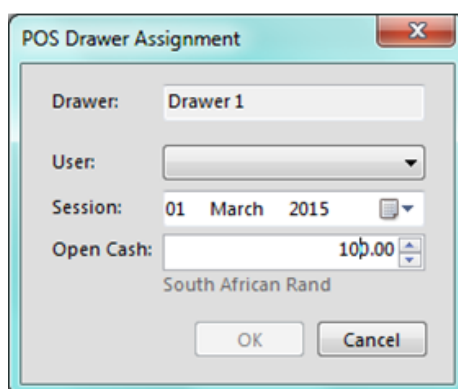 POS Drawer Assignment
Drawer: Drawer 1
User:
Session: 01 March 2015
Open Cash: 100.00
South African Rand
OK Cancel